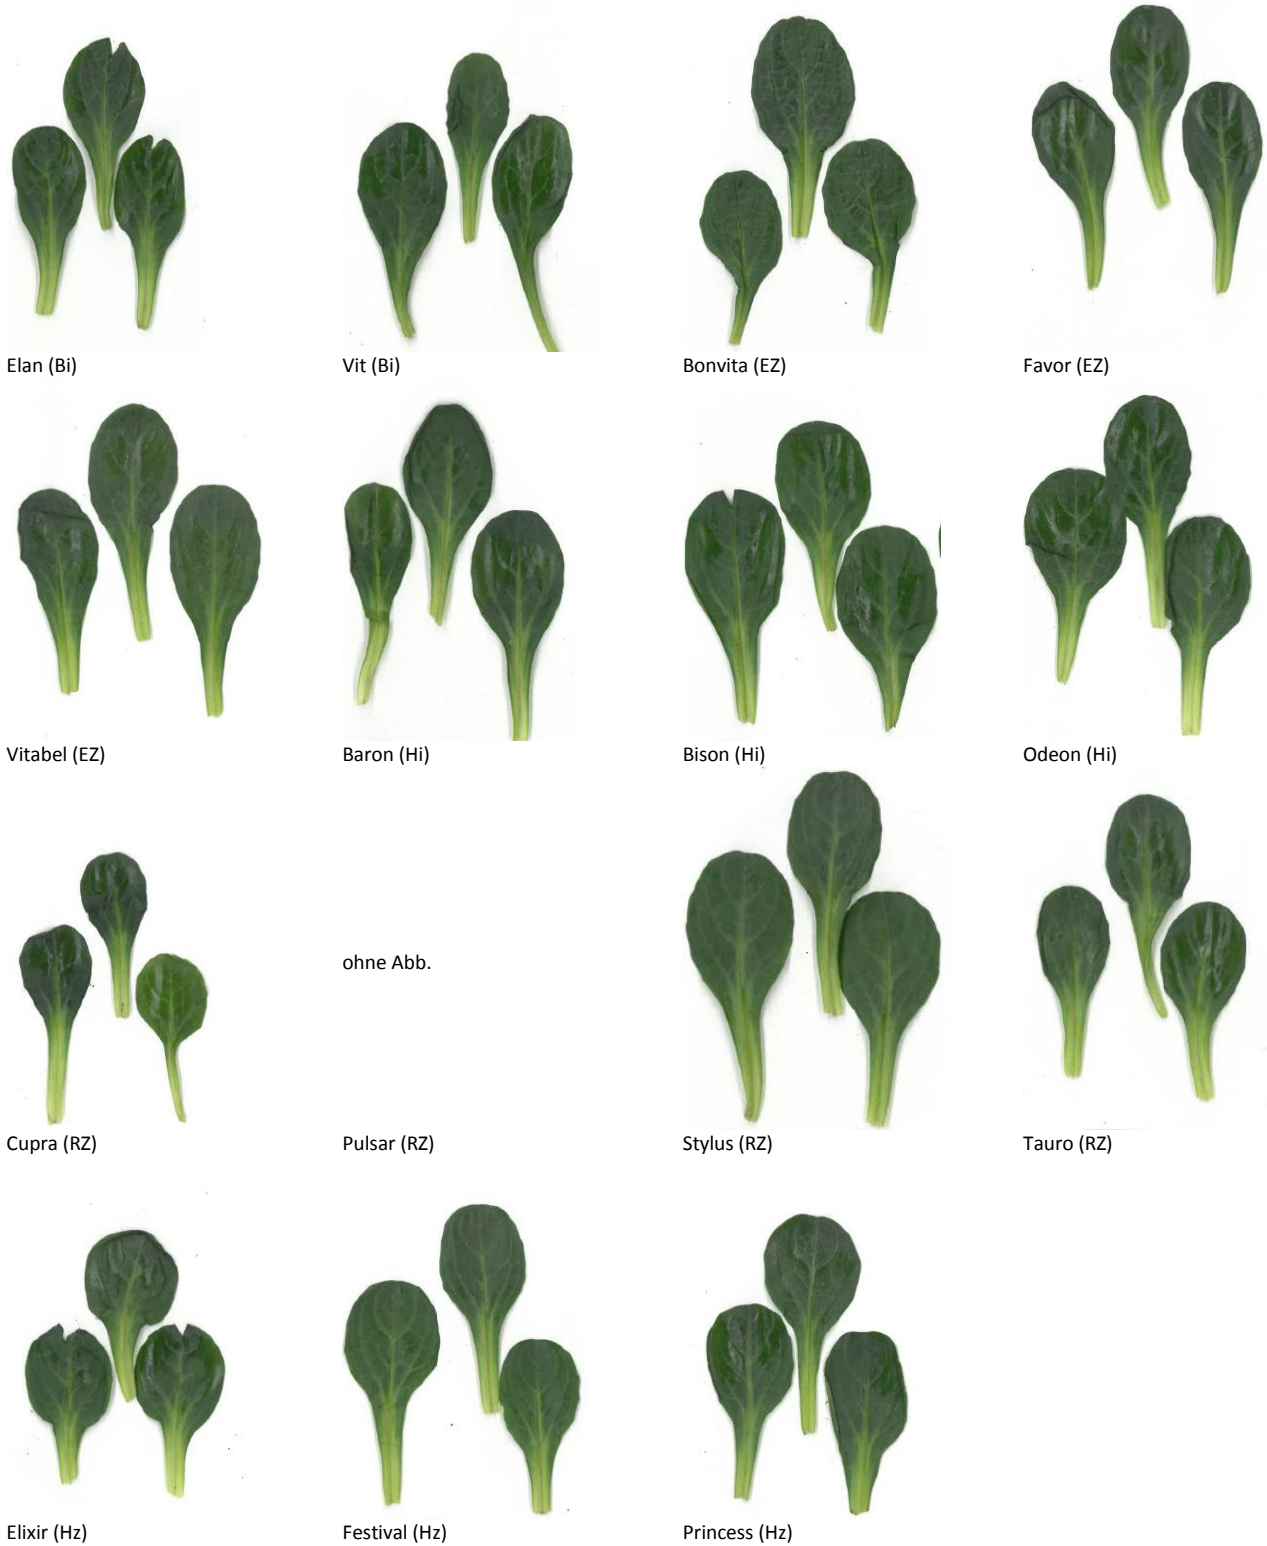 Elan (Bi)
Vit (Bi)
Bonvita (EZ)
Favor (EZ)
Vitabel (EZ)
Baron (Hi)
Bison (Hi)
Odeon (Hi)
ohne Abb.
Cupra (RZ)
Pulsar (RZ)
Stylus (RZ)
Tauro (RZ)
Elixir (Hz)
Festival (Hz)
Princess (Hz)